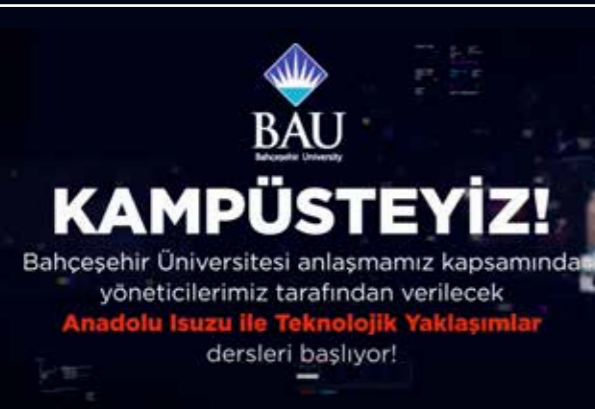 BAU
Bahçeşehir University
KAMPÜSTEYİZ!
Bahçeşehir Üniversitesi anlaşmamız kapsamında
yöneticilerimiz tarafından verilecek
Anadolu Isuzu ile Teknolojik Yaklaşımlar
dersleri başlıyor!